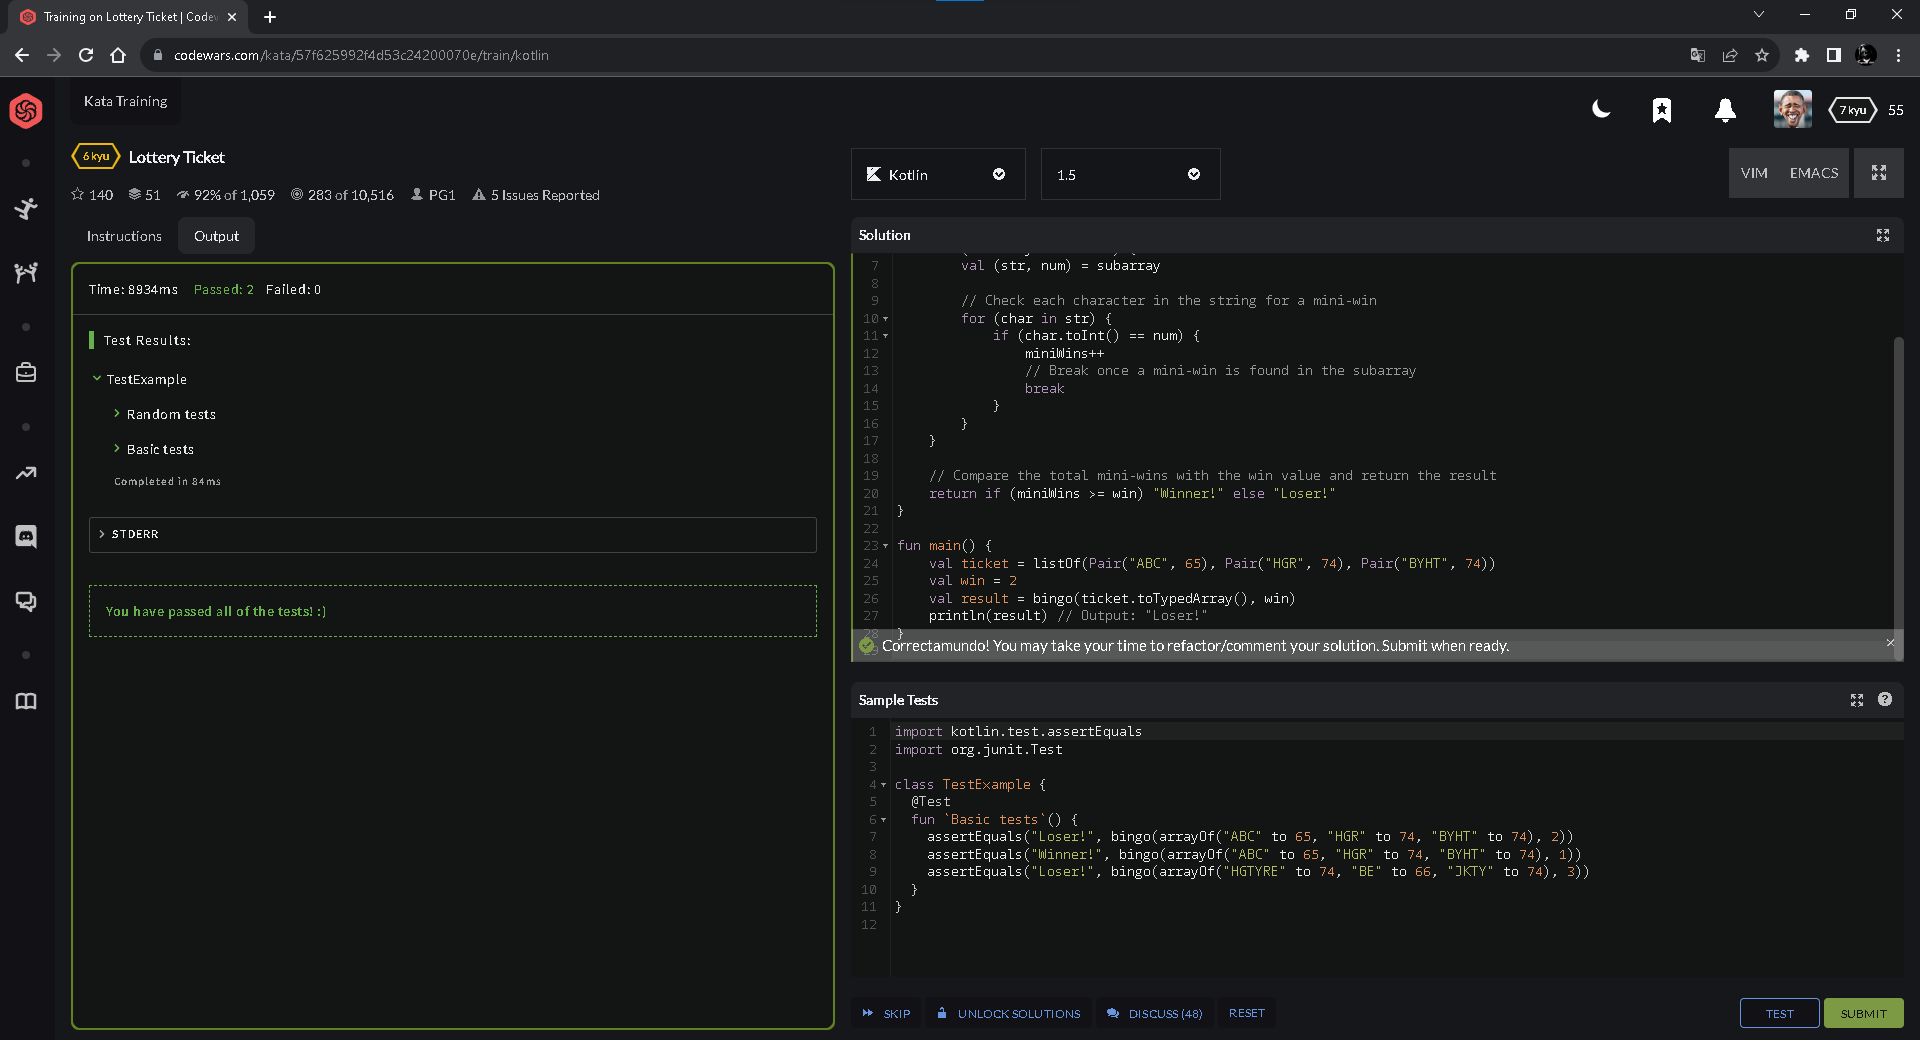 Training on Lottery Ticket | Codew
codewars.com/kata/57f625992f4d53c24200070e/train/kotlin
Kata Training
7 kyu 55
6 kyu Lottery Ticket
140 51 92% of 1,059 283 of 10,516 PG1 5 Issues Reported
Instructions Output
Time: 8934ms Passed: 2 Failed: 0
Test Results:
TestExample
Random tests
Basic tests
Completed in 84ms
STDERR
You have passed all of the tests! :)
Kotlin 1.5
VIM EMACS
Solution
7 val (str, num) = subarray
8
9 // Check each character in the string for a mini-win
10 for (char in str) {
11 if (char.toInt() == num) {
12 miniWins++
13 // Break once a mini-win is found in the subarray
14 break
15 }
16 }
17 }
18
19 // Compare the total mini-wins with the win value and return the result
20 return if (miniWins >= win) "Winner!" else "Loser!"
21 }
22
23 fun main() {
24 val ticket = listOf(Pair("ABC", 65), Pair("HGR", 74), Pair("BYHT", 74))
25 val win = 2
26 val result = bingo(ticket.toTypedArray(), win)
27 println(result) // Output: "Loser!"
28 }
29
Correctamundo! You may take your time to refactor/comment your solution. Submit when ready.
Sample Tests
1 import kotlin.test.assertEquals
2 import org.junit.Test
3
4 class TestExample {
5 @Test
6 fun `Basic tests`() {
7 assertEquals("Loser!", bingo(arrayOf("ABC" to 65, "HGR" to 74, "BYHT" to 74), 2))
8 assertEquals("Winner!", bingo(arrayOf("ABC" to 65, "HGR" to 74, "BYHT" to 74), 1))
9 assertEquals("Loser!", bingo(arrayOf("HGTYRE" to 74, "BE" to 66, "JKTY" to 74), 3))
10 }
11 }
12
SKIP UNLOCK SOLUTIONS DISCUSS (48) RESET TEST SUBMIT